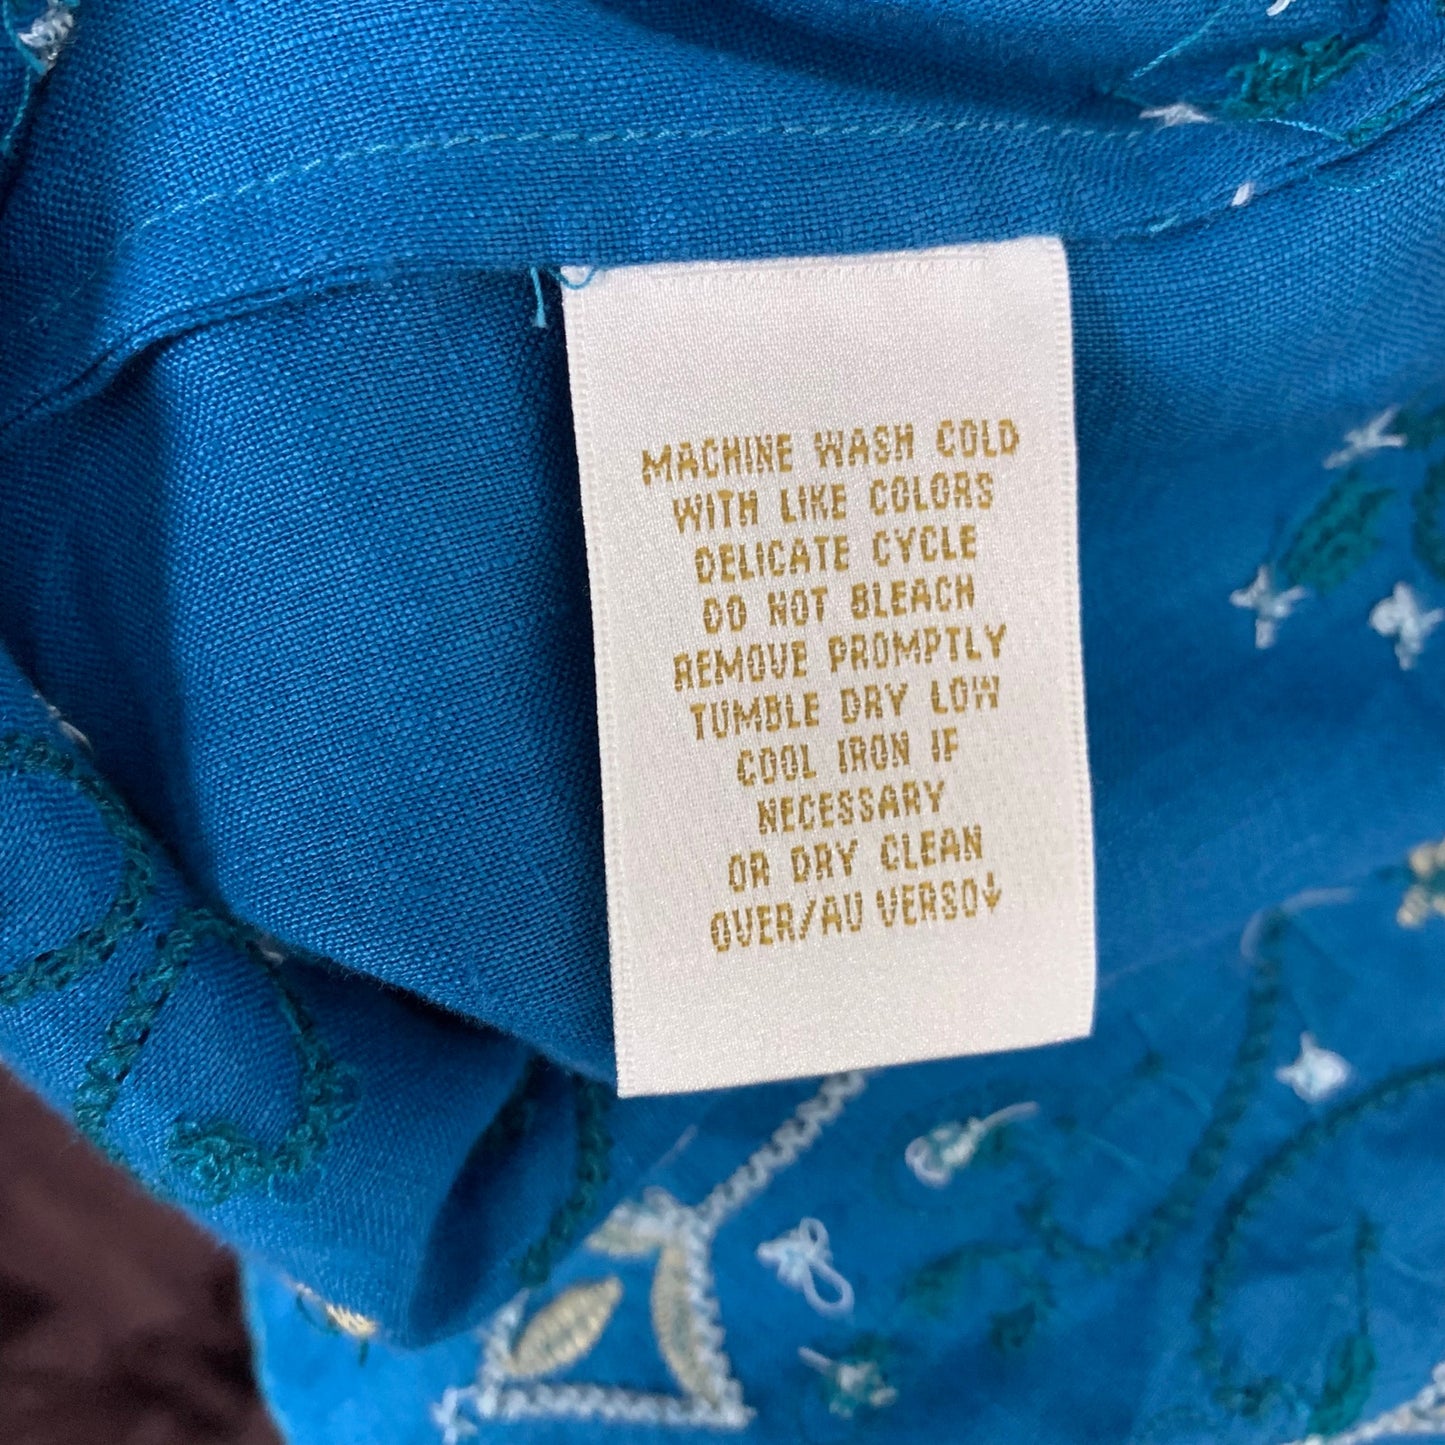 MACHINE WASH COLD
WITH LIKE COLORS
DELICATE CYCLE
DO NOT BLEACH
REMOVE PROMPTLY
TUMBLE DRY LOW
COOL IRON IF
NECESSARY
OR DRY CLEAN
OVER/AU VERSO↓